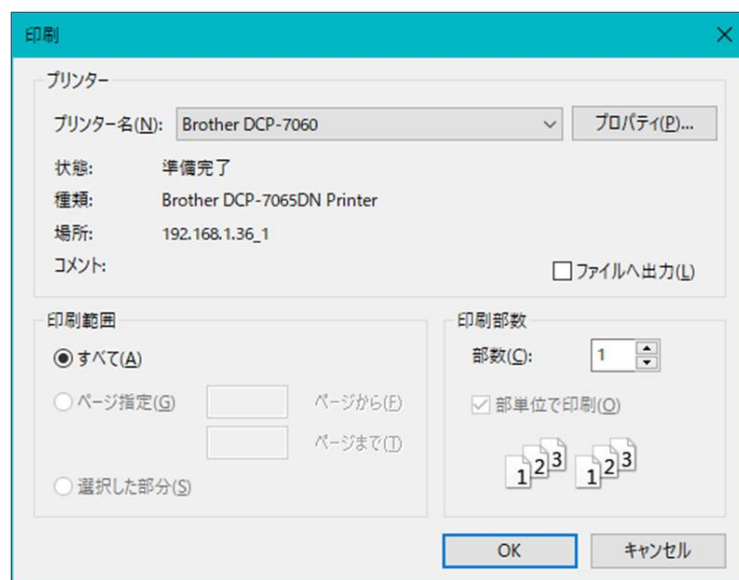 印刷
プリンター
プリンター名(N): Brother DCP-7060 プロパティ(P)...
状態: 準備完了
種類: Brother DCP-7065DN Printer
場所: 192.168.1.36_1
コメント: ファイルへ出力(L)
印刷範囲
すべて(A)
ページ指定(G) ページから(F)
ページまで(T)
選択した部分(S)
印刷部数
部数(C): 1
部単位で印刷(O)
1 2 3 1 2 3
OK キャンセル